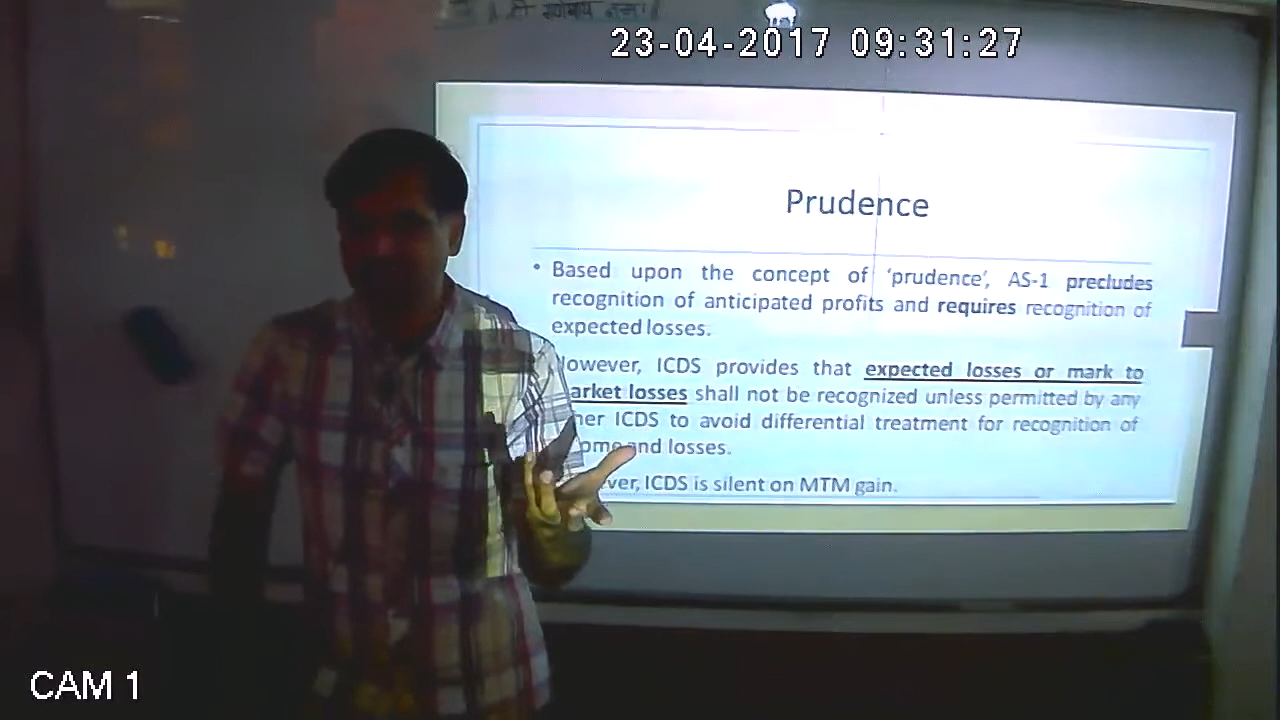 23-04-2017 09:31:27
Prudence
• Based upon the concept of 'prudence', AS-1 precludes
recognition of anticipated profits and requires recognition of
expected losses.
However, ICDS provides that expected losses or mark to
market losses shall not be recognized unless permitted by any
ICDS to avoid differential treatment for recognition of
and losses.
ICDS is silent on MTM gain.
CAM 1